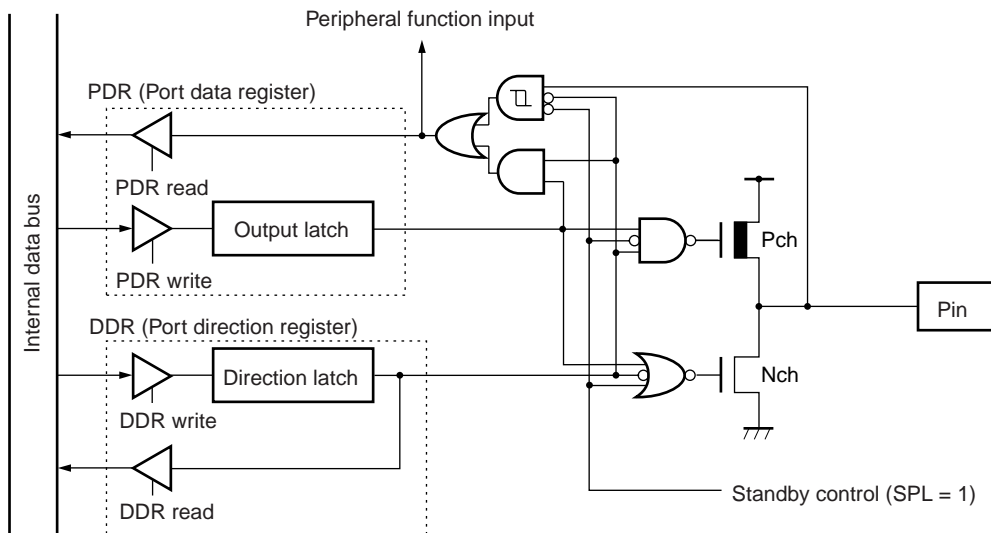 Peripheral function input
PDR (Port data register)
PDR read
Output latch
PDR write
Pch
Pin
Internal data bus
DDR (Port direction register)
Direction latch
Nch
DDR write
DDR read
Standby control (SPL = 1)